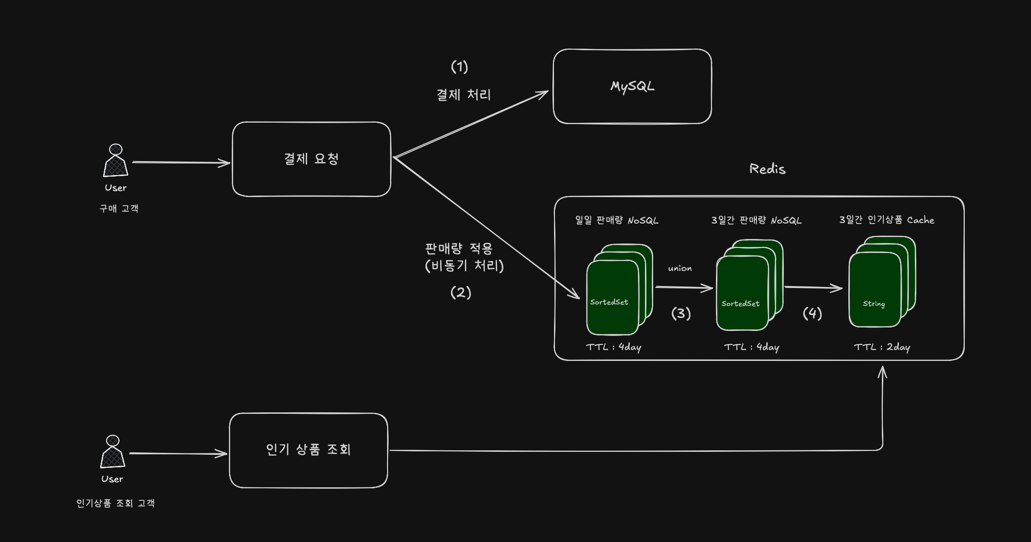 (1)
결제 처리
MySQL
결제 요청
User
구매 고객
Redis
판매량 적용
(비동기 처리)
(2)
일일 판매량 NoSQL
3일간 판매량 NoSQL
3일간 인기상품 Cache
SortedSet
union
(3)
SortedSet
(4)
String
TTL : 4day
TTL : 4day
TTL : 2day
User
인기상품 조회 고객
인기 상품 조회